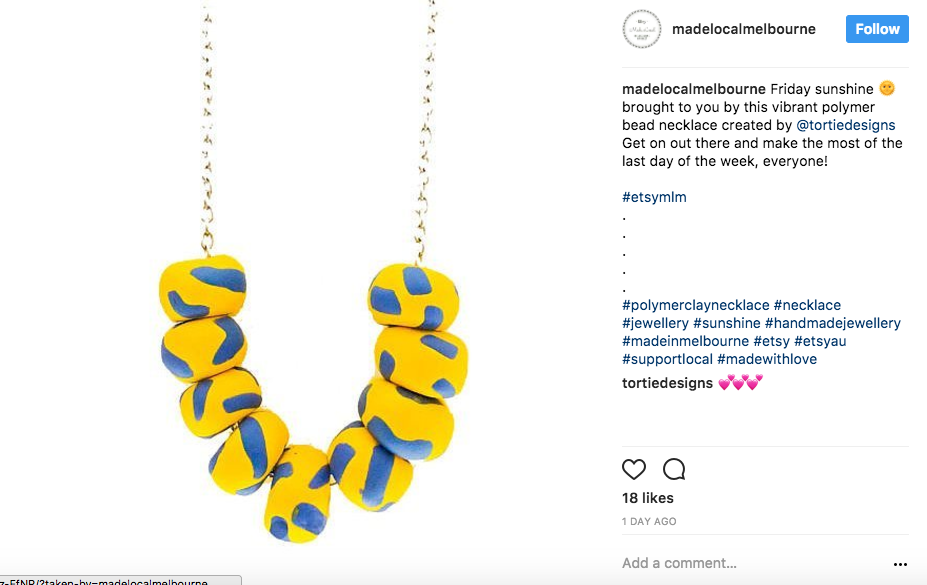 madelocalmelbourne
Follow
madelocalmelbourne Friday sunshine 🌞
brought to you by this vibrant polymer
bead necklace created by @tortiedesigns
Get on out there and make the most of the
last day of the week, everyone!
#etsymlm
.
.
.
.
.
#polymerclaynecklace #necklace
#jewellery #sunshine #handmadejewellery
#madeinmelbourne #etsy #etsyau
#supportlocal #madewithlove
tortiedesigns 💕💕💕
18 likes
1 DAY AGO
Add a comment...
/?taken-by=madelocalmelbourne